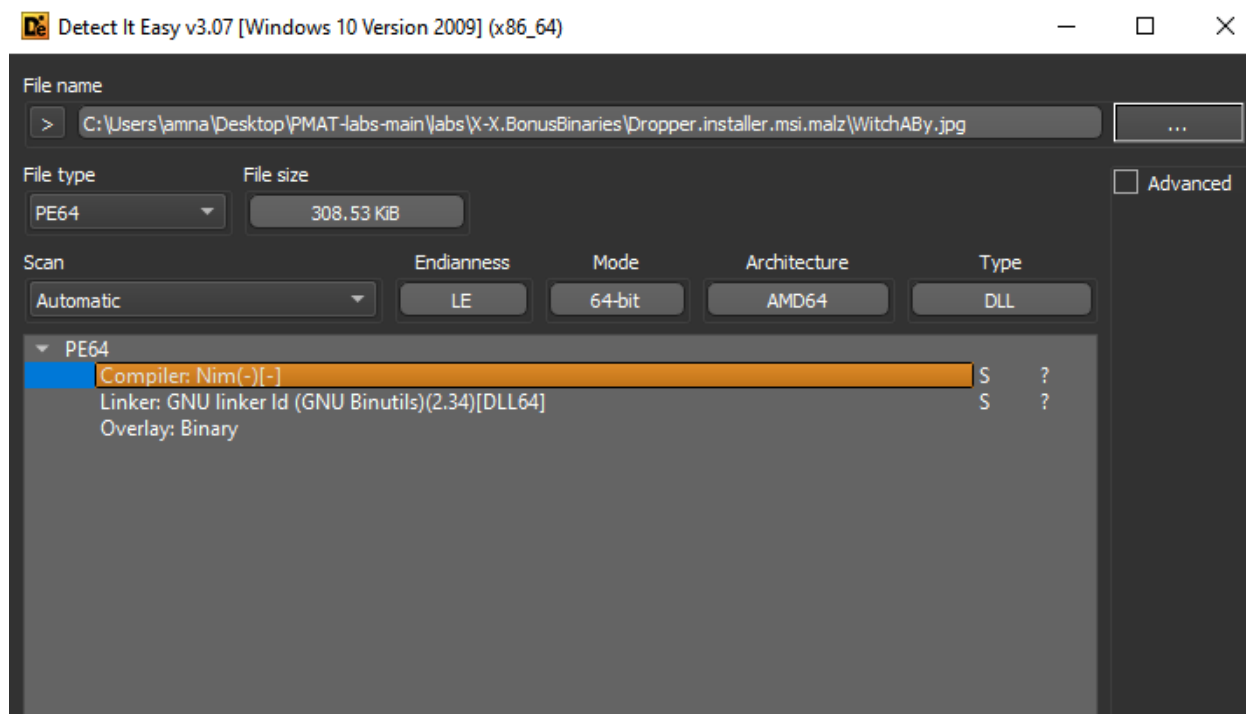 Detect It Easy v3.07 [Windows 10 Version 2009] (x86_64)
File name
> C:\Users\amna\Desktop\PMAT-labs-main\labs\X-X.BonusBinaries\Dropper.installer.msi.malz\WitchABy.jpg ...
File type File size Advanced
PE64 308.53 KiB
Scan Endianness Mode Architecture Type
Automatic LE 64-bit AMD64 DLL
PE64
Compiler: Nim(-)[-] S ?
Linker: GNU linker ld (GNU Binutils)(2.34)[DLL64] S ?
Overlay: Binary